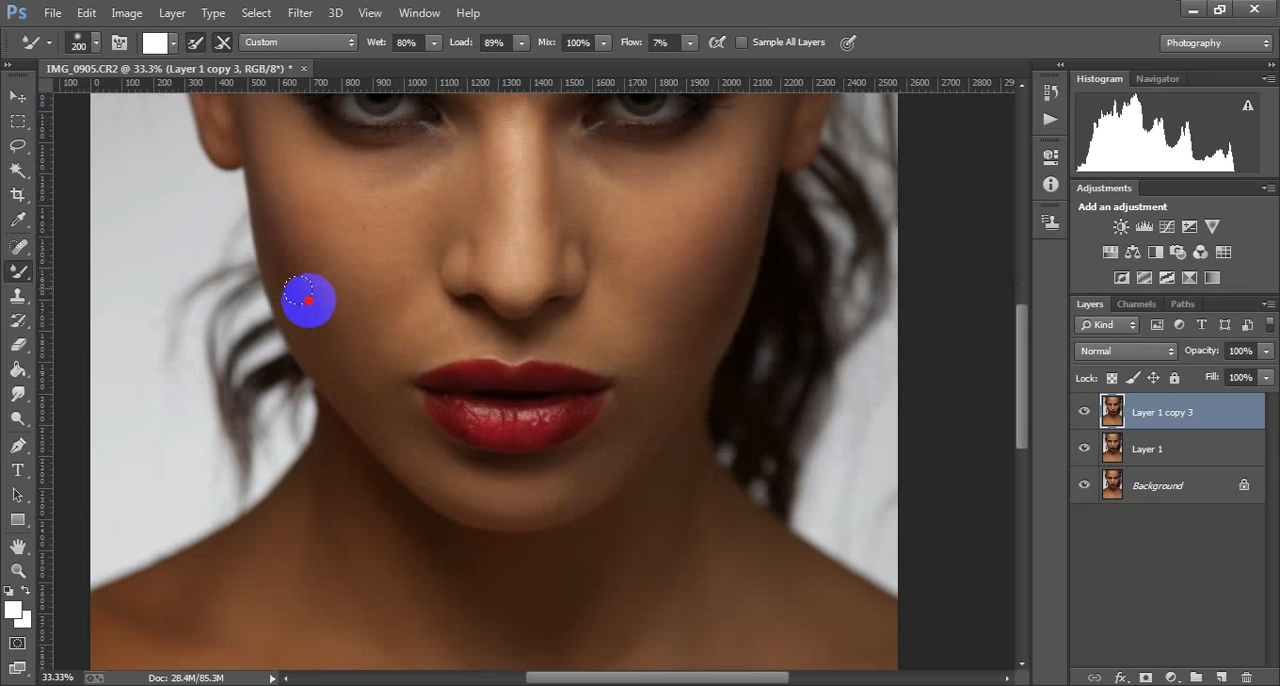 Ps File Edit Image Layer Type Select Filter 3D View Window Help
200 Custom Wet: 80% Load: 89% Mix: 100% Flow: 7% Sample All Layers Photography
IMG_0905.CR2 @ 33.3% (Layer 1 copy 3, RGB/8*) * ×
100 0 100 200 300 400 500 600 700 800 900 1000 1100 1200 1300 1400 1500 1600 1700 1800 1900 2000 2100 2200 2300 2400 2500 2600 2700 2800
Histogram Navigator
Adjustments
Add an adjustment
Layers Channels Paths
Kind
Normal Opacity: 100%
Lock: Fill: 100%
Layer 1 copy 3
Layer 1
Background
33.33% Doc: 28.4M/85.3M